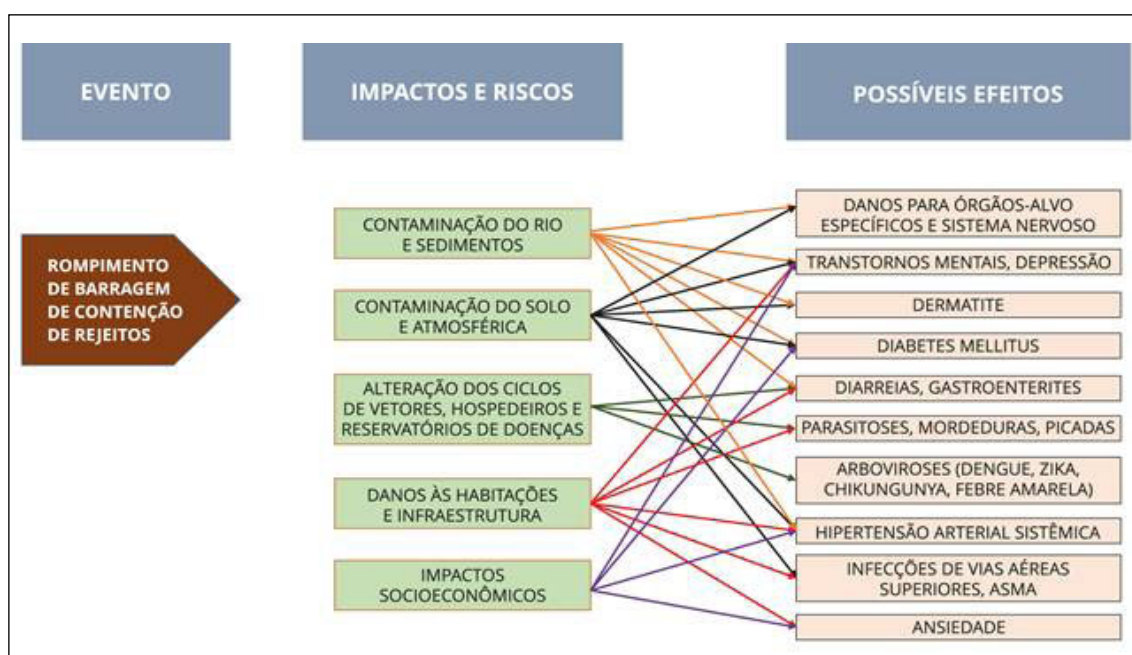 EVENTO
IMPACTOS E RISCOS
POSSÍVEIS EFEITOS
ROMPIMENTO
DE BARRAGEM
DE CONTENÇÃO
DE REJEITOS
CONTAMINAÇÃO DO RIO
E SEDIMENTOS
CONTAMINAÇÃO DO SOLO
E ATMOSFÉRICA
ALTERAÇÃO DOS CICLOS
DE VETORES, HOSPEDEIROS E
RESERVATÓRIOS DE DOENÇAS
DANOS ÀS HABITAÇÕES
E INFRAESTRUTURA
IMPACTOS
SOCIOECONÔMICOS
DANOS PARA ÓRGÃOS-ALVO
ESPECÍFICOS E SISTEMA NERVOSO
TRANSTORNOS MENTAIS, DEPRESSÃO
DERMATITE
DIABETES MELLITUS
DIARREIAS, GASTROENTERITES
PARASITOSES, MORDEDURAS, PICADAS
ARBOVIROSES (DENGUE, ZIKA,
CHIKUNGUNYA, FEBRE AMARELA)
HIPERTENSÃO ARTERIAL SISTÊMICA
INFECÇÕES DE VIAS AÉREAS
SUPERIORES, ASMA
ANSIEDADE